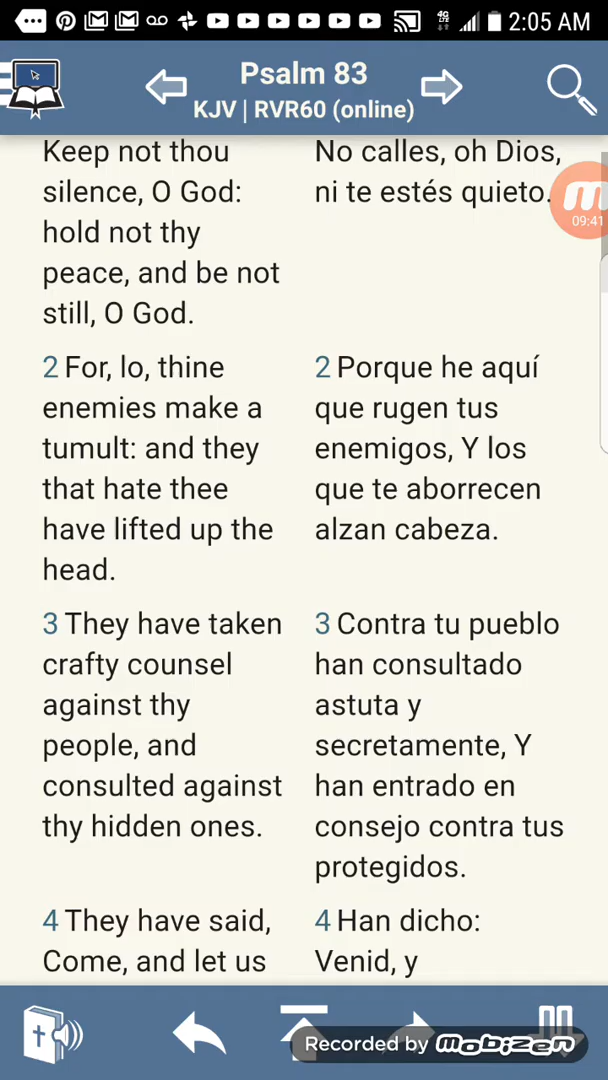 4G
LTE
2:05 AM
Psalm 83
KJV | RVR60 (online)
09:41
Keep not thou
silence, O God:
hold not thy
peace, and be not
still, O God.
No calles, oh Dios,
ni te estés quieto.
2 For, lo, thine
enemies make a
tumult: and they
that hate thee
have lifted up the
head.
2 Porque he aquí
que rugen tus
enemigos, Y los
que te aborrecen
alzan cabeza.
3 They have taken
crafty counsel
against thy
people, and
consulted against
thy hidden ones.
3 Contra tu pueblo
han consultado
astuta y
secretamente, Y
han entrado en
consejo contra tus
protegidos.
4 They have said,
Come, and let us
4 Han dicho:
Venid, y
Recorded by mobizen